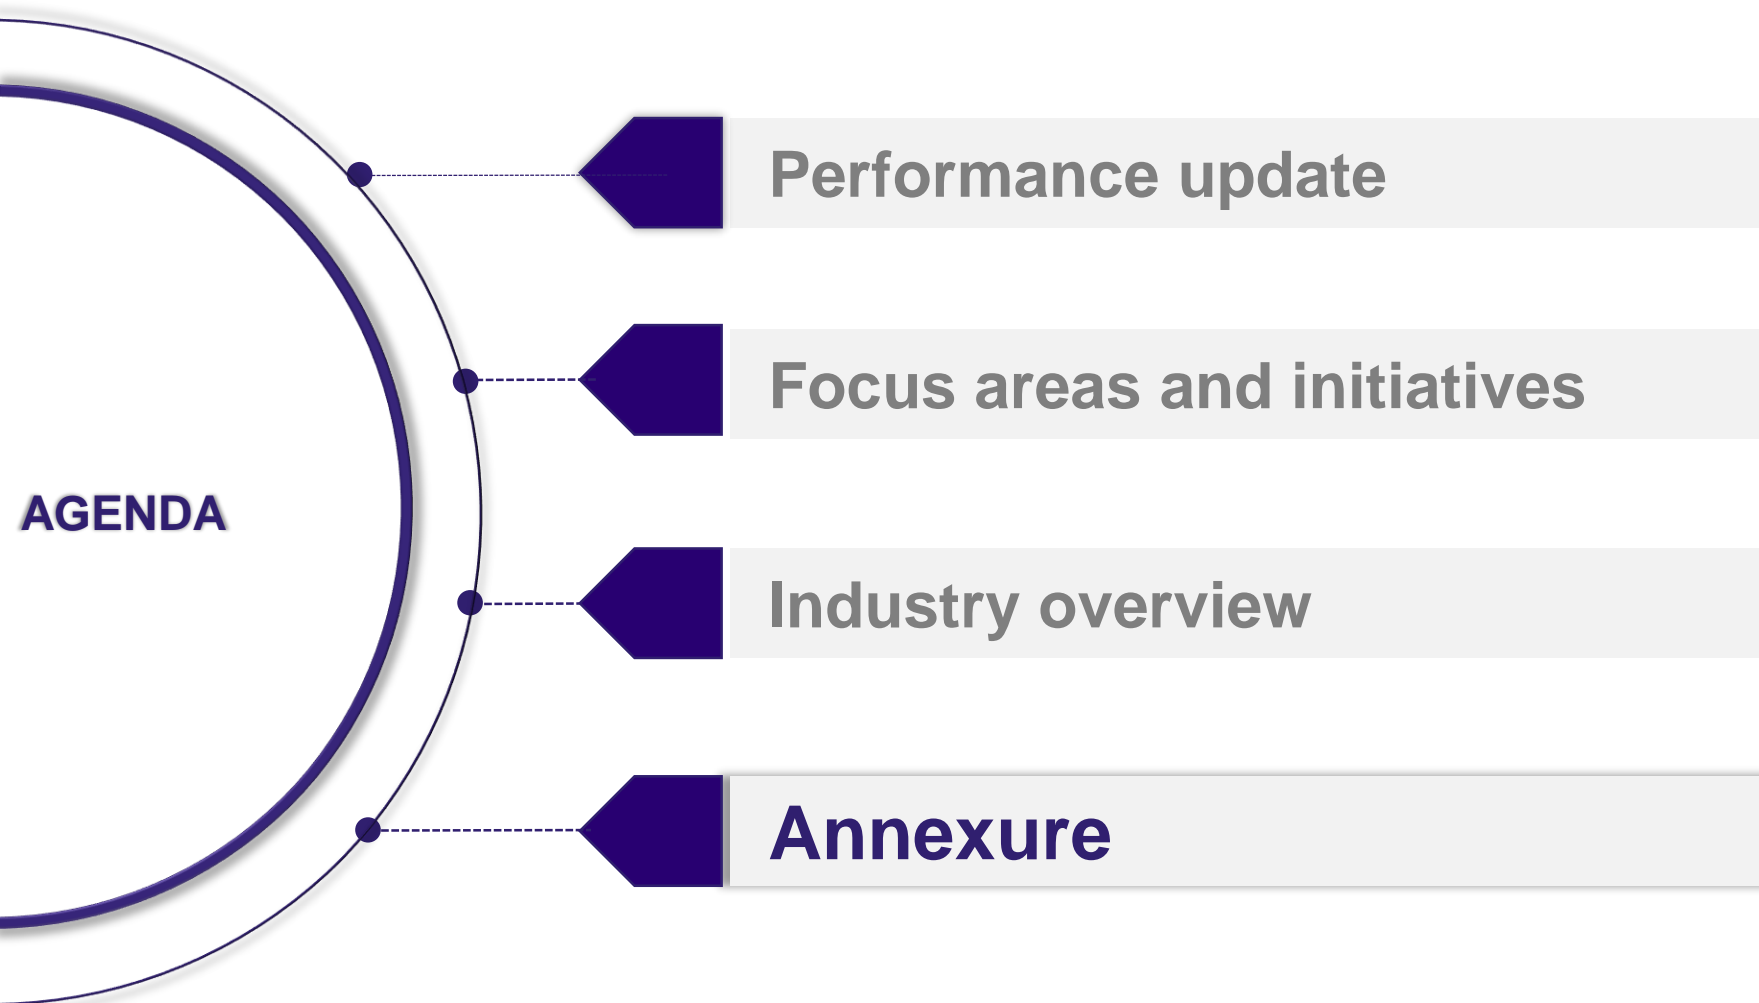 AGENDA
Performance update
Focus areas and initiatives
Industry overview
Annexure